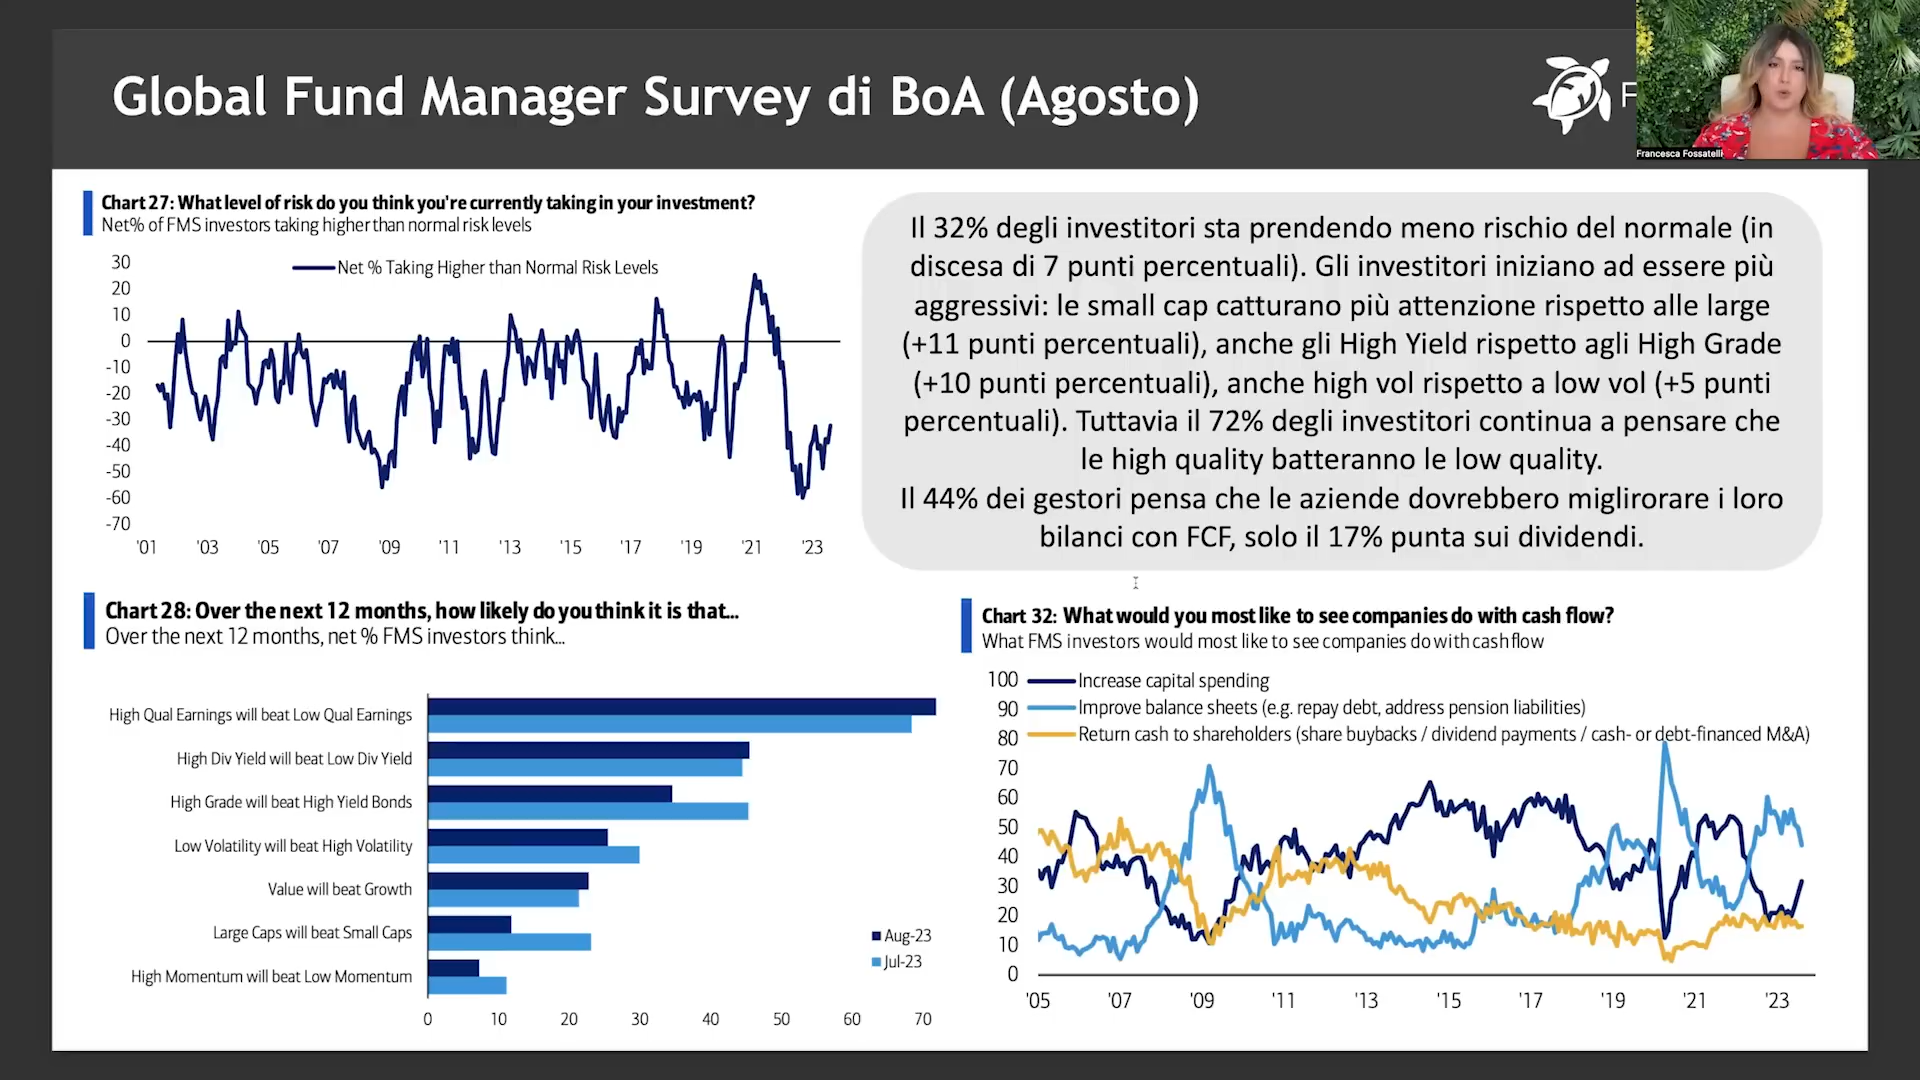 Global Fund Manager Survey di BoA (Agosto)
F
Francesca Fossatelli
Chart 27: What level of risk do you think you're currently taking in your investment?
Net% of FMS investors taking higher than normal risk levels
Net % Taking Higher than Normal Risk Levels
30
20
10
0
-10
-20
-30
-40
-50
-60
-70
'01 '03 '05 '07 '09 '11 '13 '15 '17 '19 '21 '23
Il 32% degli investitori sta prendendo meno rischio del normale (in
discesa di 7 punti percentuali). Gli investitori iniziano ad essere più
aggressivi: le small cap catturano più attenzione rispetto alle large
(+11 punti percentuali), anche gli High Yield rispetto agli High Grade
(+10 punti percentuali), anche high vol rispetto a low vol (+5 punti
percentuali). Tuttavia il 72% degli investitori continua a pensare che
le high quality batteranno le low quality.
Il 44% dei gestori pensa che le aziende dovrebbero miglirorare i loro
bilanci con FCF, solo il 17% punta sui dividendi.
Chart 28: Over the next 12 months, how likely do you think it is that...
Over the next 12 months, net % FMS investors think...
High Qual Earnings will beat Low Qual Earnings
High Div Yield will beat Low Div Yield
High Grade will beat High Yield Bonds
Low Volatility will beat High Volatility
Value will beat Growth
Large Caps will beat Small Caps
High Momentum will beat Low Momentum
Aug-23
Jul-23
0 10 20 30 40 50 60 70
Chart 32: What would you most like to see companies do with cash flow?
What FMS investors would most like to see companies do with cash flow
Increase capital spending
Improve balance sheets (e.g. repay debt, address pension liabilities)
Return cash to shareholders (share buybacks / dividend payments / cash- or debt-financed M&A)
100
90
80
70
60
50
40
30
20
10
0
'05 '07 '09 '11 '13 '15 '17 '19 '21 '23